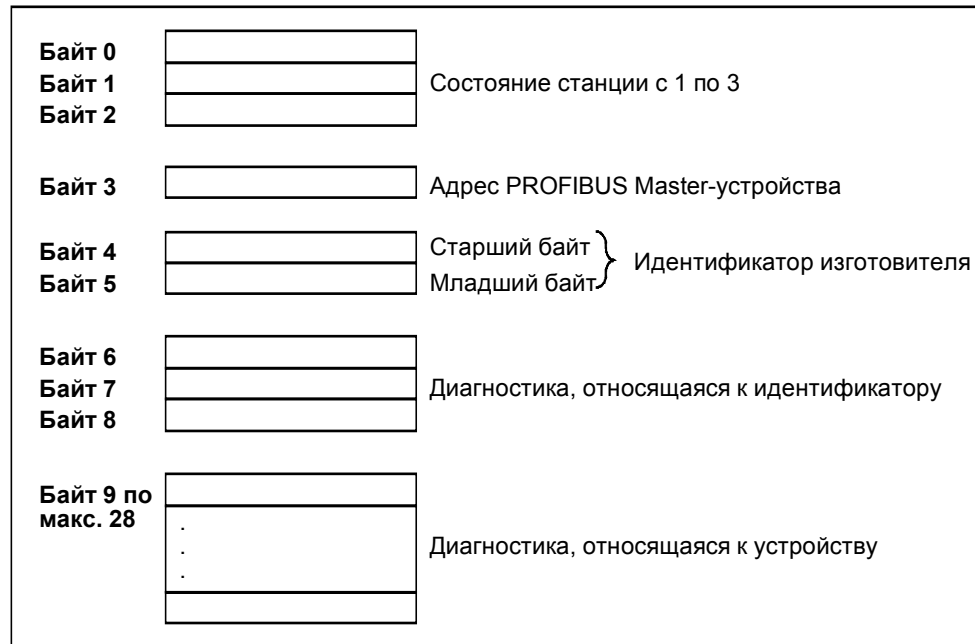 Байт 0
Байт 1 Состояние станции с 1 по 3
Байт 2
Байт 3 Адрес PROFIBUS Master-устройства
Байт 4 Старший байт
Идентификатор изготовителя
Байт 5 Младший байт
Байт 6
Байт 7 Диагностика, относящаяся к идентификатору
Байт 8
Байт 9 по
макс. 28
.
.
Диагностика, относящаяся к устройству
.